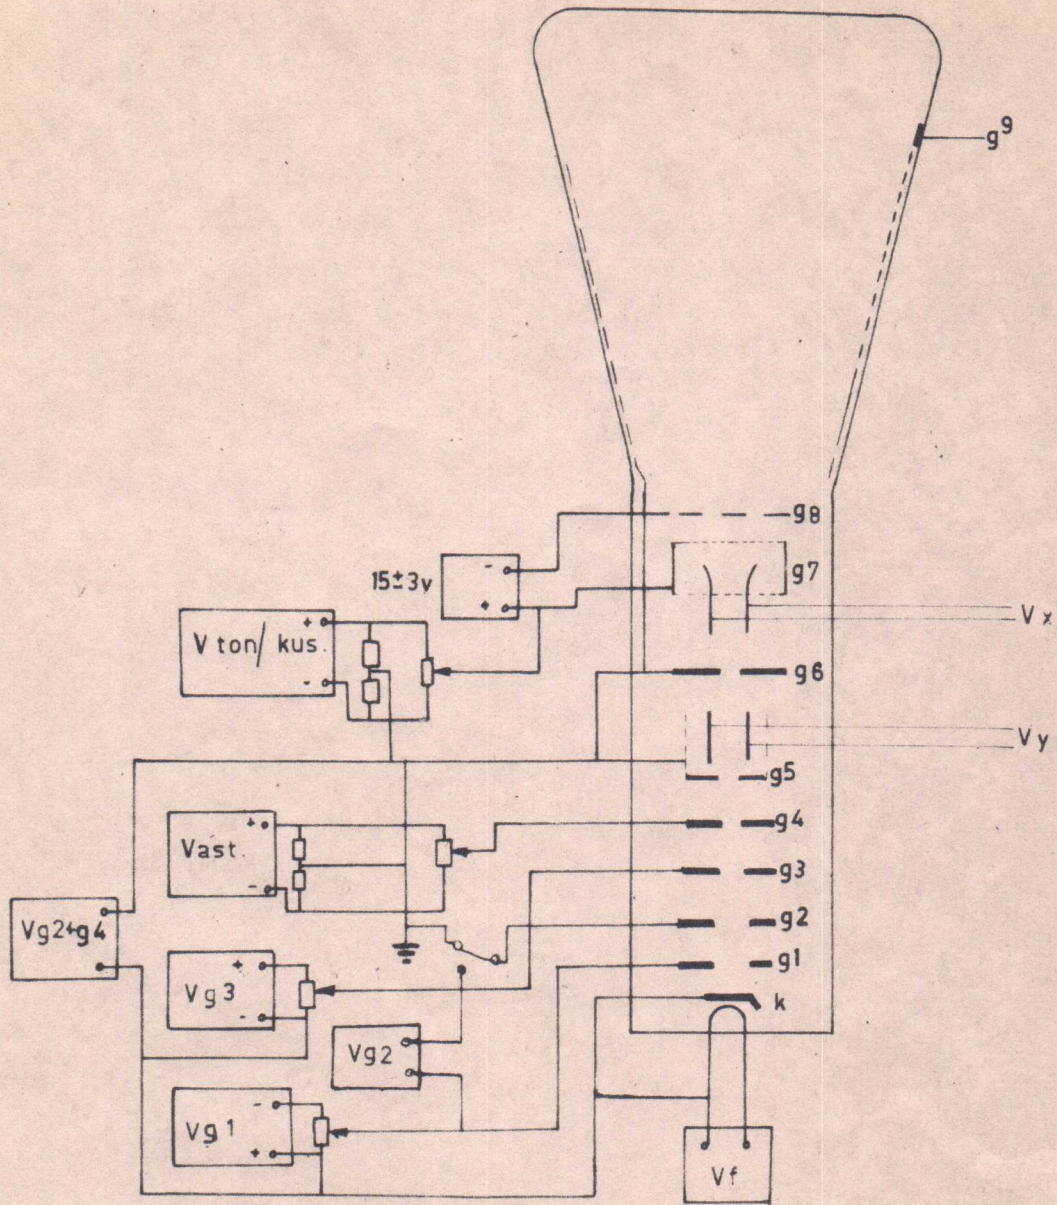 g9
g8
15±3v
-
+
g7
V ton/ kus.
+
-
Vx
g6
Vy
g5
Vast.
+
-
g4
g3
Vg2+g4
g2
g1
Vg3
+
-
k
Vg2
Vg1
-
+
Vf